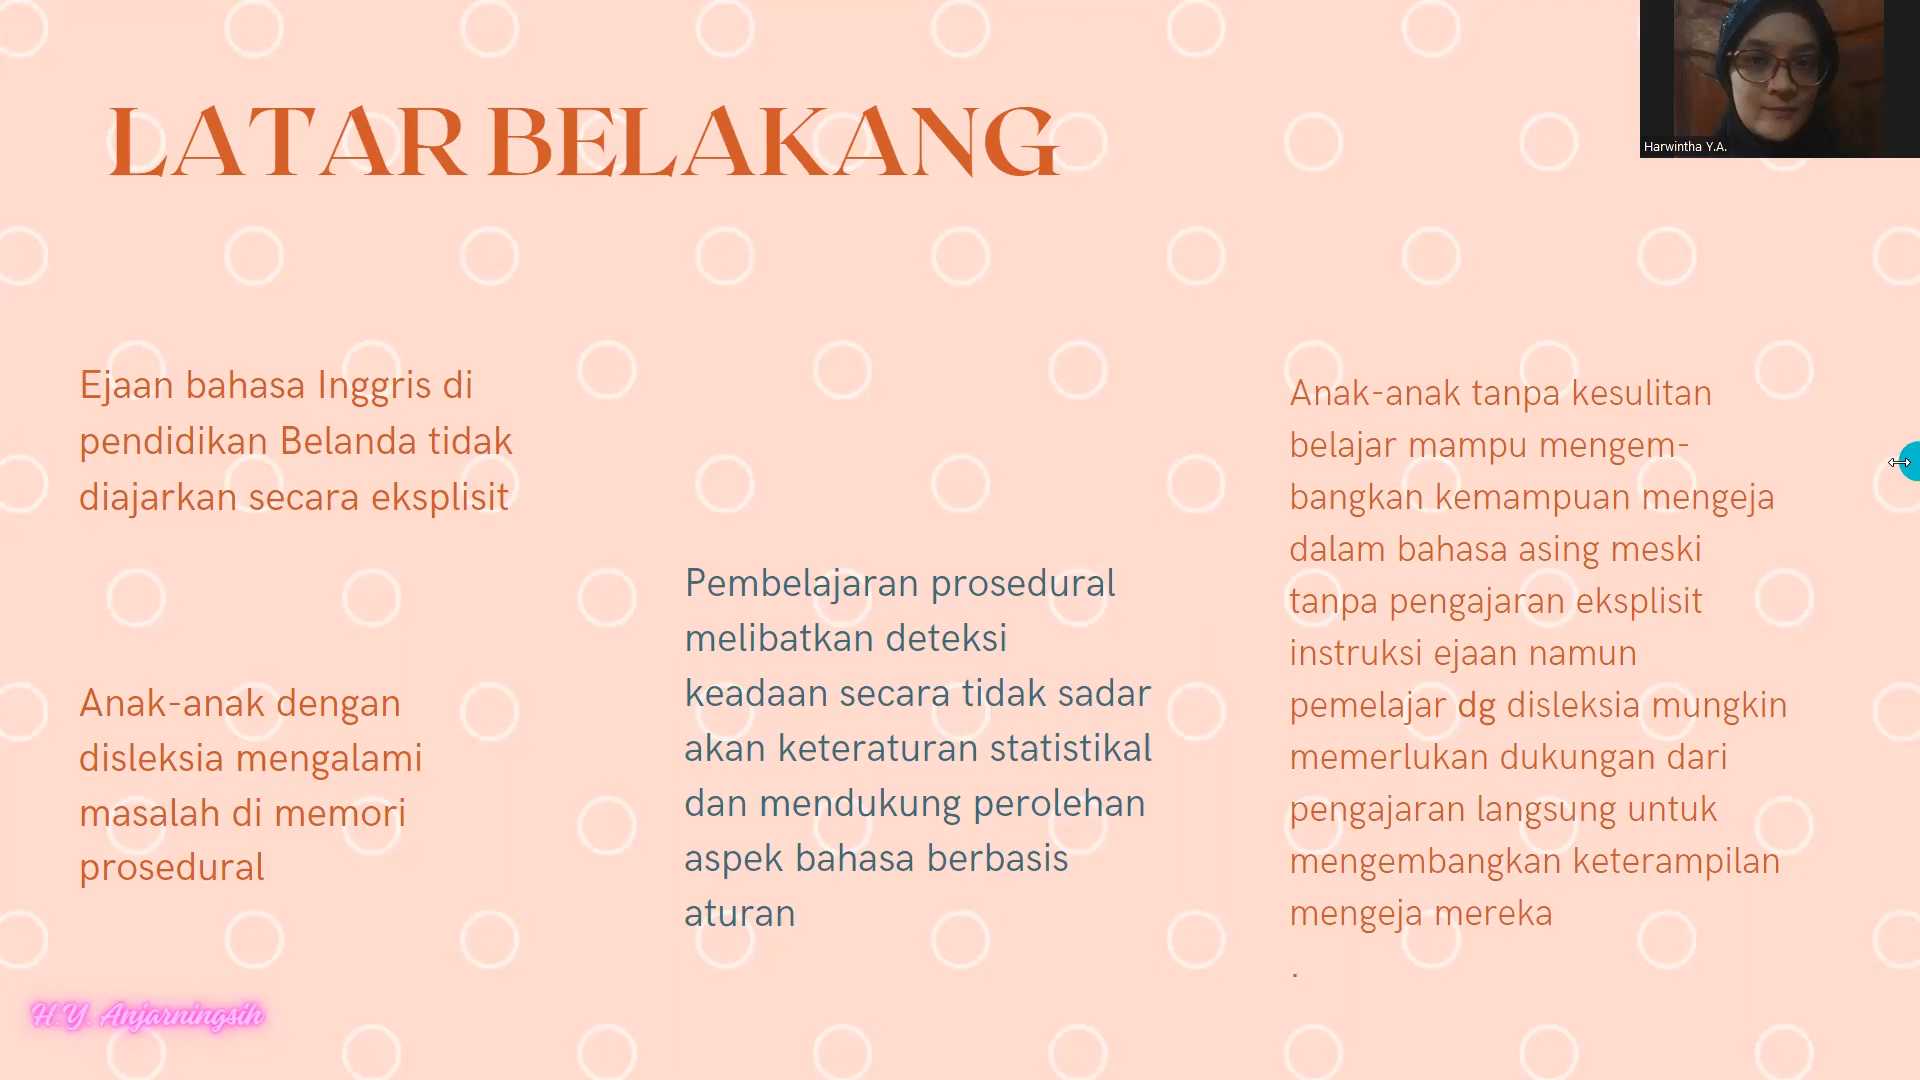 LATAR BELAKANG
Harwintha Y.A.
Ejaan bahasa Inggris di
pendidikan Belanda tidak
diajarkan secara eksplisit
Anak-anak dengan
disleksia mengalami
masalah di memori
prosedural
Pembelajaran prosedural
melibatkan deteksi
keadaan secara tidak sadar
akan keteraturan statistikal
dan mendukung perolehan
aspek bahasa berbasis
aturan
Anak-anak tanpa kesulitan
belajar mampu mengem-
bangkan kemampuan mengeja
dalam bahasa asing meski
tanpa pengajaran eksplisit
instruksi ejaan namun
pemelajar dg disleksia mungkin
memerlukan dukungan dari
pengajaran langsung untuk
mengembangkan keterampilan
mengeja mereka
.
H.Y. Anjarningsih